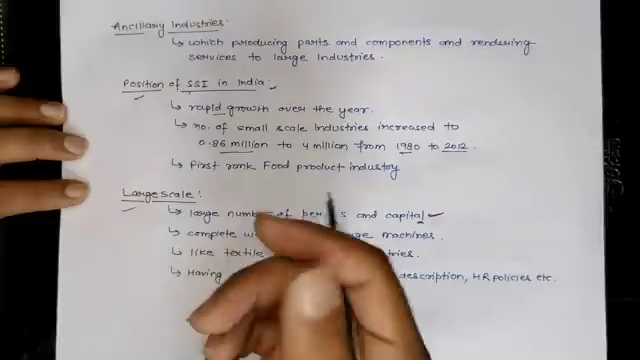 Ancillary Industries:
↳ which producing parts and components and rendering
services to large Industries.
Position of SSI in India:
↳ rapid growth over the year.
↳ no. of small scale Industries increased to
0.86 million to 4 million from 1980 to 2012.
↳ First rank Food product industry
Large Scale:
↳ large of and capital
↳ complete machines.
↳ like textile
↳ Having description, HR policies etc.